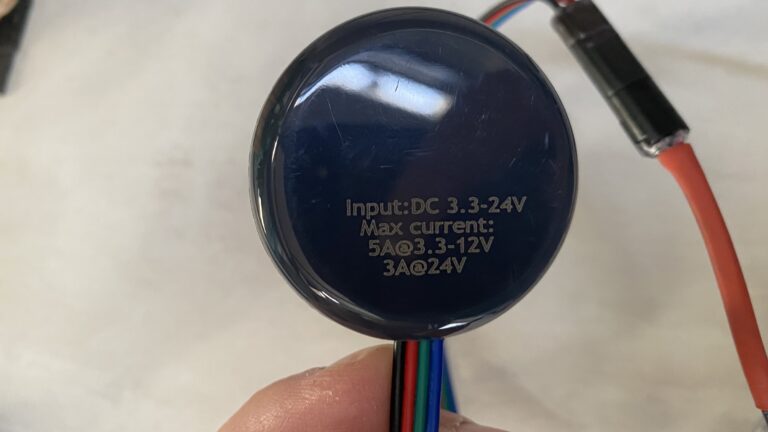 Input:DC 3.3-24V
Max current:
5A@3.3-12V
3A@24V